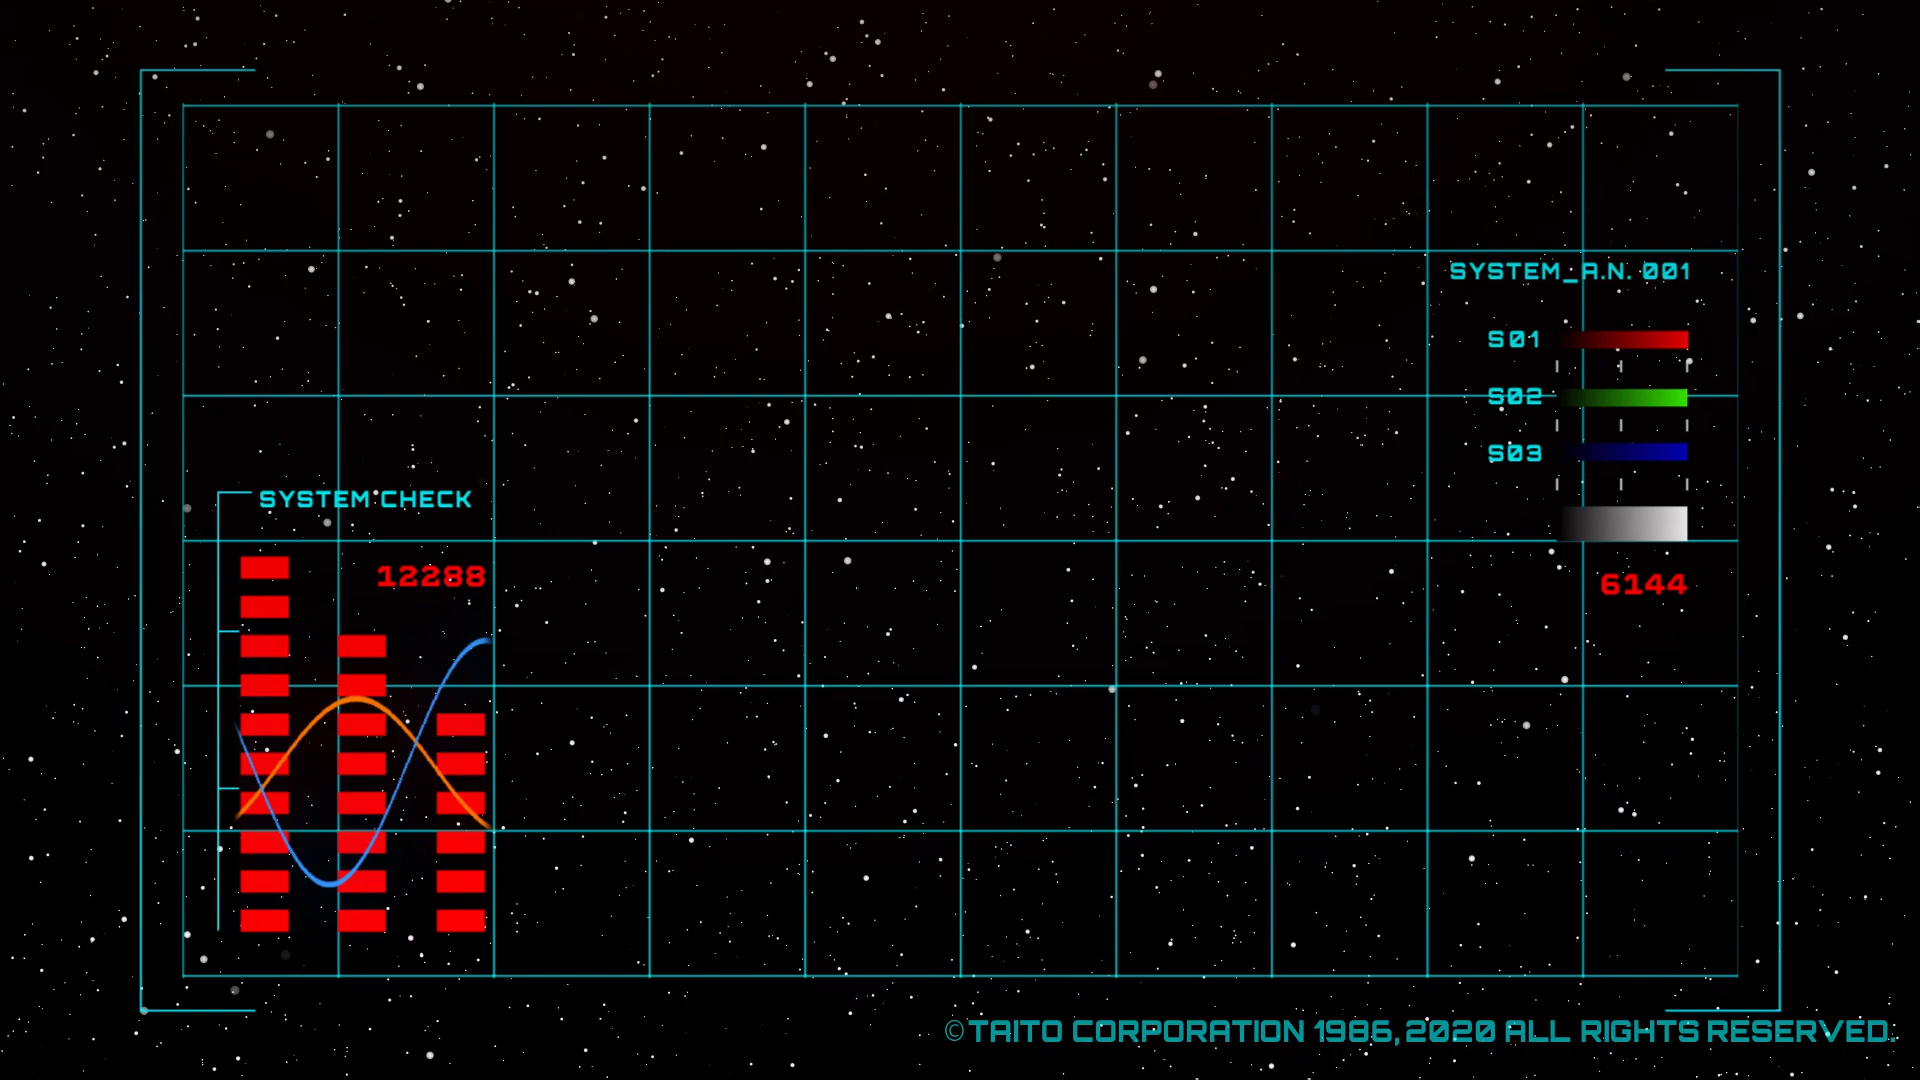 SYSTEM_A.N. 001
S01
S02
S03
6144
SYSTEM CHECK
12288
©TAITO CORPORATION 1986, 2020 ALL RIGHTS RESERVED.